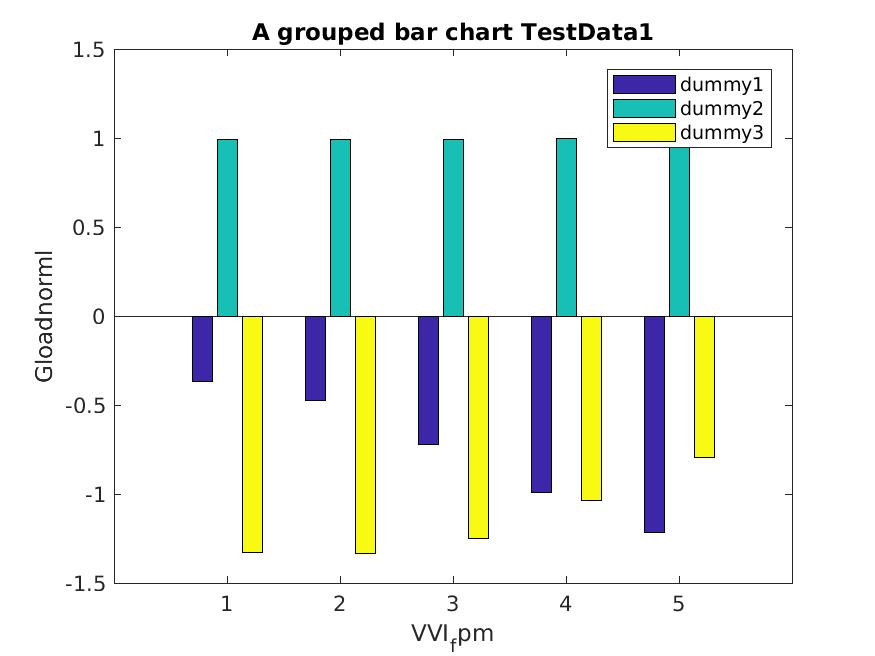 A grouped bar chart TestData1
1.5
1
0.5
0
-0.5
-1
-1.5
Gloadnorml
dummy1
dummy2
dummy3
1 2 3 4 5
VVI_fpm